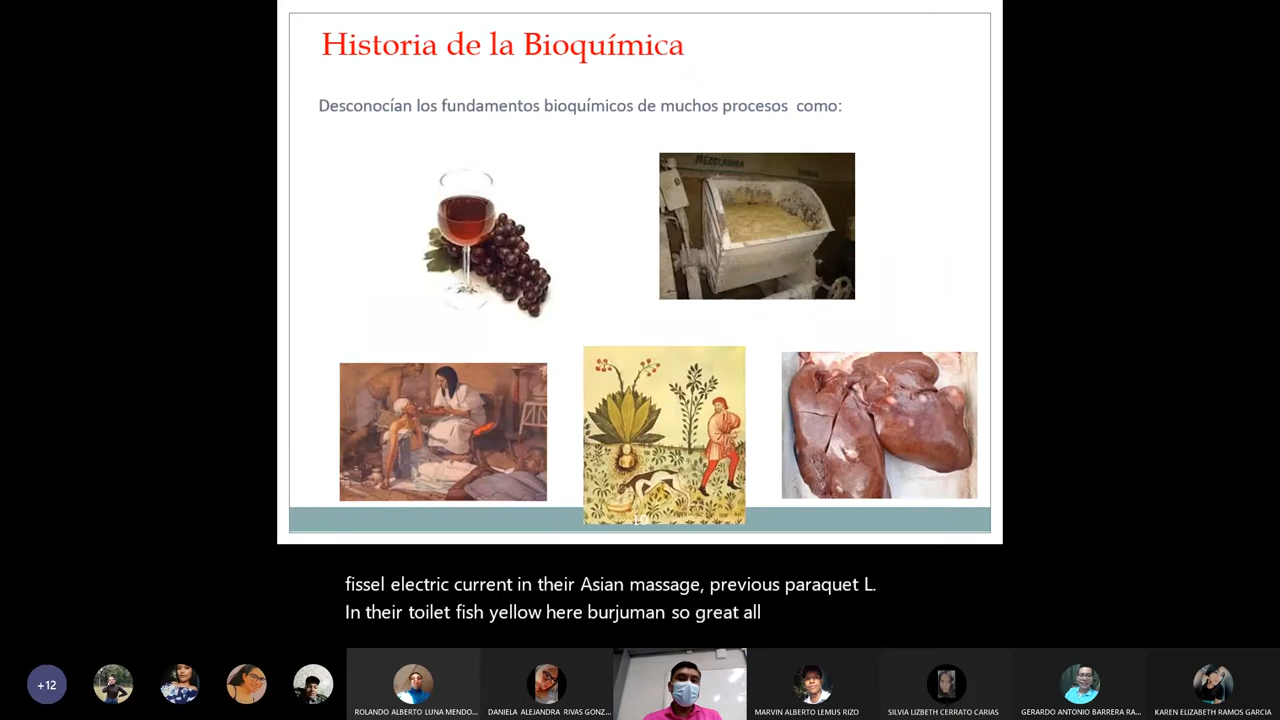 Historia de la Bioquímica
Desconocían los fundamentos bioquímicos de muchos procesos como:
MEZCLADORA
10
fissel electric current in their Asian massage, previous paraquet L.
In their toilet fish yellow here burjuman so great all
+12
ROLANDO ALBERTO LUNA MENDO...
DANIELA ALEJANDRA RIVAS GONZ...
MARVIN ALBERTO LEMUS RIZO
SILVIA LIZBETH CERRATO CARIAS
GERARDO ANTONIO BARRERA RA...
KAREN ELIZABETH RAMOS GARCIA